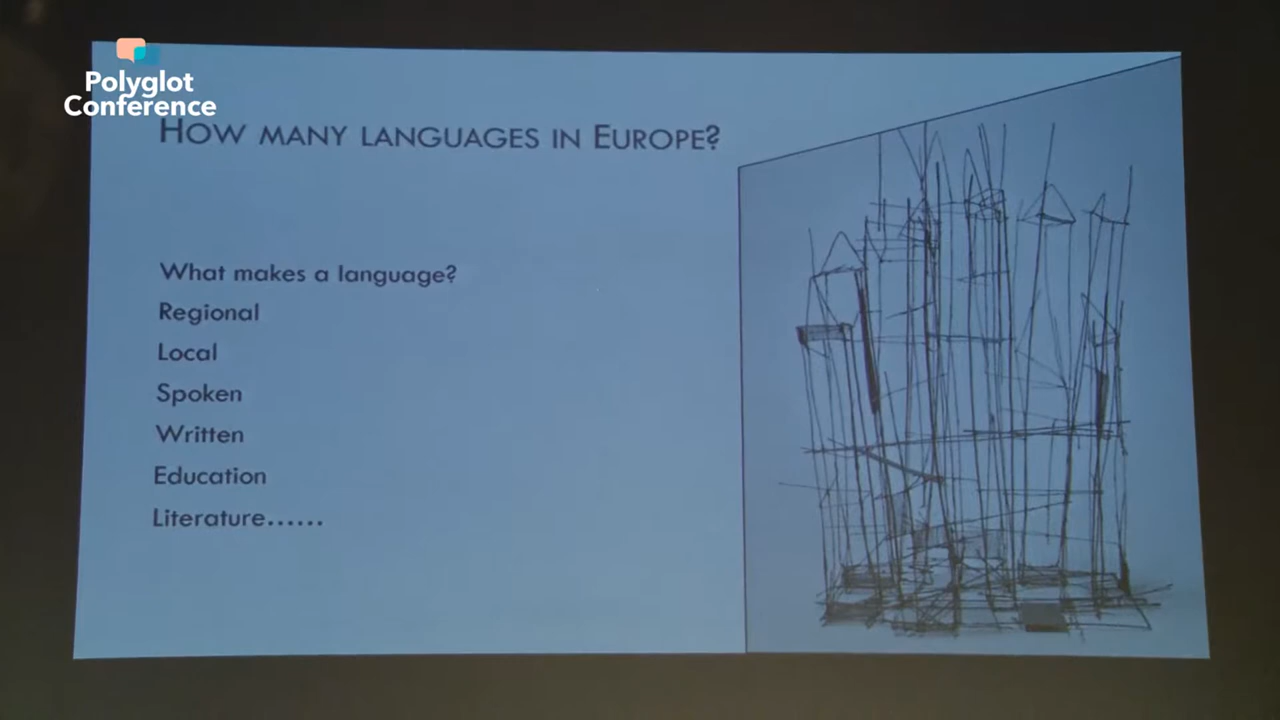 Polyglot
Conference
How many languages in Europe?
What makes a language?
Regional
Local
Spoken
Written
Education
Literature......